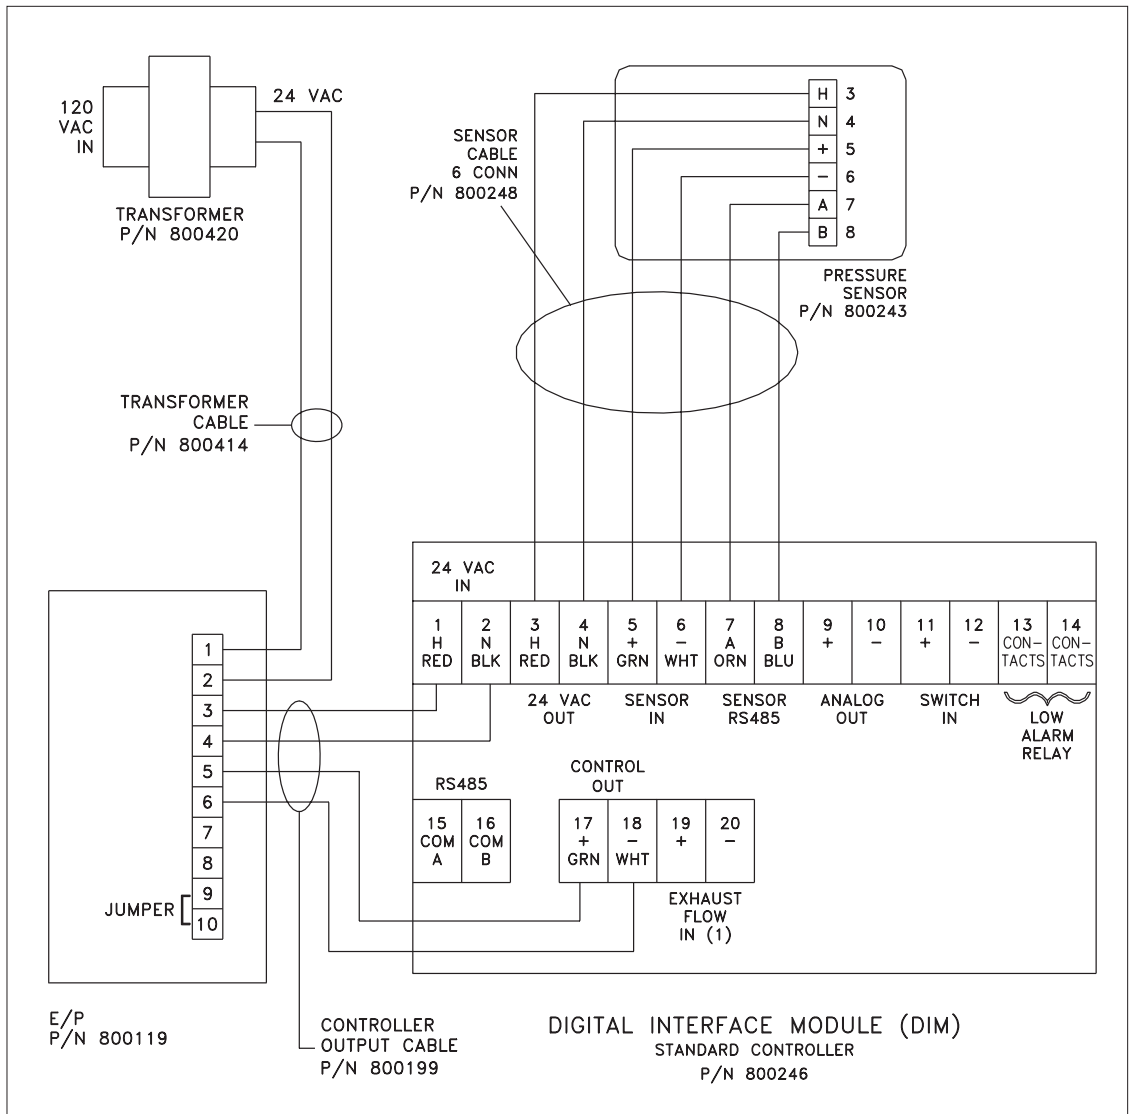 120
VAC
IN
24 VAC
TRANSFORMER
P/N 800420
SENSOR
CABLE
6 CONN
P/N 800248
H 3
N 4
+ 5
− 6
A 7
B 8
PRESSURE
SENSOR
P/N 800243
TRANSFORMER
CABLE
P/N 800414
24 VAC
IN
1 2 3 4 5 6 7 8 9 10 11 12 13 14
H N H N + − A B + − + − CON- CON-
RED BLK RED BLK GRN WHT ORN BLU TACTS TACTS
24 VAC
OUT
SENSOR
IN
SENSOR
RS485
ANALOG
OUT
SWITCH
IN
LOW
ALARM
RELAY
1
2
3
4
5
6
7
8
9
10
JUMPER
RS485
15 16
COM COM
A B
CONTROL
OUT
17 18 19 20
+ − + −
GRN WHT
EXHAUST
FLOW
IN (1)
E/P
P/N 800119
CONTROLLER
OUTPUT CABLE
P/N 800199
DIGITAL INTERFACE MODULE (DIM)
STANDARD CONTROLLER
P/N 800246